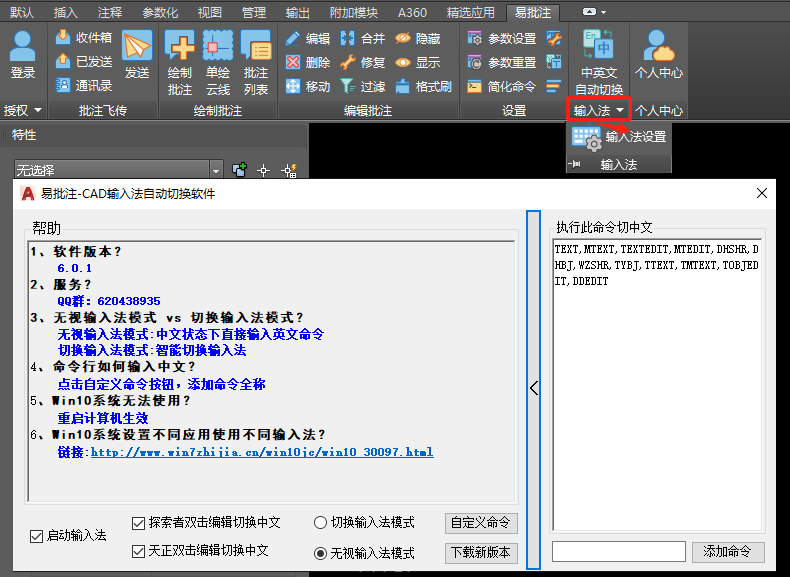 默认 插入 注释 参数化 视图 管理 输出 附加模块 A360 精选应用 易批注
登录
收件箱
已发送
通讯录
发送
绘制
批注
单绘
云线
批注
列表
编辑 合并 隐藏
删除 修复 显示
移动 过滤 格式刷
参数设置
参数重置
简化命令
中英文
自动切换
个人中心
授权 批注飞传 绘制批注 编辑批注 设置 输入法 个人中心
特性
输入法设置
输入法
无选择
易批注-CAD输入法自动切换软件
帮助
1、软件版本？
6.0.1
2、服务？
QQ群: 620438935
3、无视输入法模式 vs 切换输入法模式？
无视输入法模式:中文状态下直接输入英文命令
切换输入法模式:智能切换输入法
4、命令行如何输入中文？
点击自定义命令按钮，添加命令全称
5、Win10系统无法使用？
重启计算机生效
6、Win10系统设置不同应用使用不同输入法？
链接:http://www.win7zhijia.cn/win10jc/win10_30097.html
执行此命令切中文
TEXT,MTEXT,TEXTEDIT,MTEDIT,DHSHR,D
HBJ,WZSHR,TYBJ,TTEXT,TMTEXT,TOBJED
IT,DDEDIT
启动输入法
探索者双击编辑切换中文
天正双击编辑切换中文
切换输入法模式
无视输入法模式
自定义命令
下载新版本
添加命令